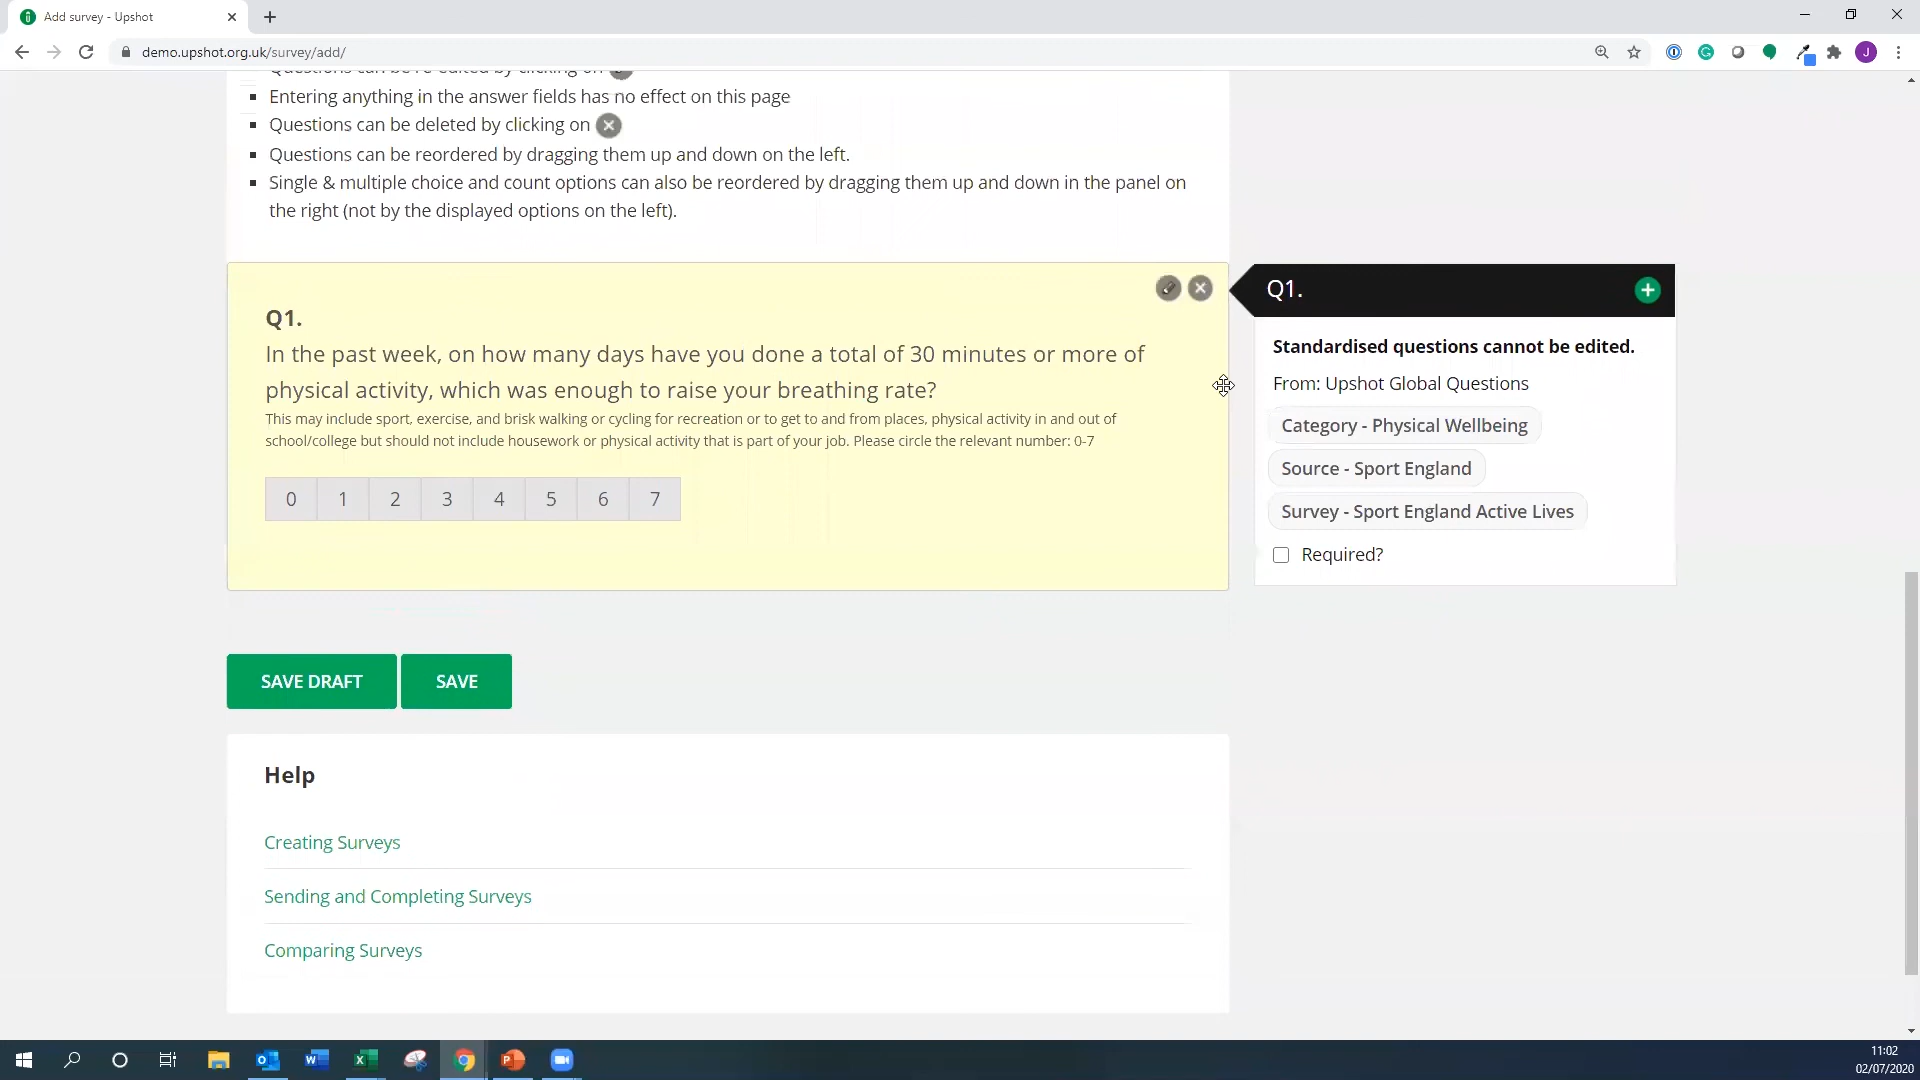 Add survey - Upshot
demo.upshot.org.uk/survey/add/
J
Questions can be re-edited by clicking on
Entering anything in the answer fields has no effect on this page
Questions can be deleted by clicking on
Questions can be reordered by dragging them up and down on the left.
Single & multiple choice and count options can also be reordered by dragging them up and down in the panel on
the right (not by the displayed options on the left).
Q1.
In the past week, on how many days have you done a total of 30 minutes or more of
physical activity, which was enough to raise your breathing rate?
This may include sport, exercise, and brisk walking or cycling for recreation or to get to and from places, physical activity in and out of
school/college but should not include housework or physical activity that is part of your job. Please circle the relevant number: 0-7
0 1 2 3 4 5 6 7
Q1.
Standardised questions cannot be edited.
From: Upshot Global Questions
Category - Physical Wellbeing
Source - Sport England
Survey - Sport England Active Lives
Required?
SAVE DRAFT SAVE
Help
Creating Surveys
Sending and Completing Surveys
Comparing Surveys
11:02
02/07/2020